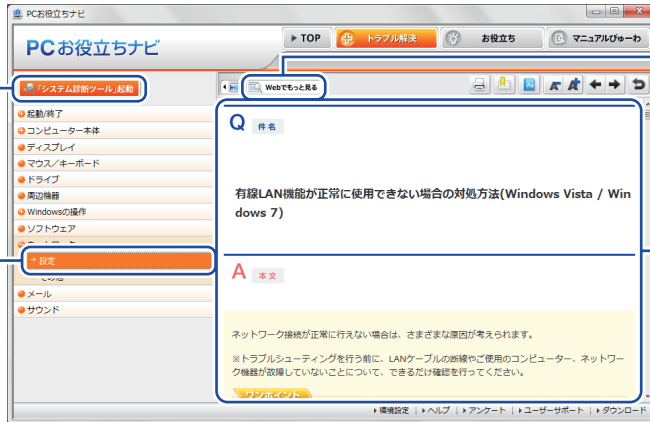 PCお役立ちナビ
PCお役立ちナビ
TOP
トラブル解決
お役立ち
マニュアルびゅーわ
「システム診断ツール」起動
Webでもっと見る
起動/終了
コンピューター本体
ディスプレイ
マウス/キーボード
ドライブ
周辺機器
Windowsの操作
ソフトウェア
設定
その他
メール
サウンド
Q 件名
有線LAN機能が正常に使用できない場合の対処方法(Windows Vista / Win
dows 7)
A 本文
ネットワーク接続が正常に行えない場合は、さまざまな原因が考えられます。
※トラブルシューティングを行う前に、LANケーブルの断線やご使用のコンピューター、ネットワー
ク機器が故障していないことについて、できるだけ確認を行ってください。
ワンポイント
環境設定 | ヘルプ | アンケート | ユーザーサポート | ダウンロード